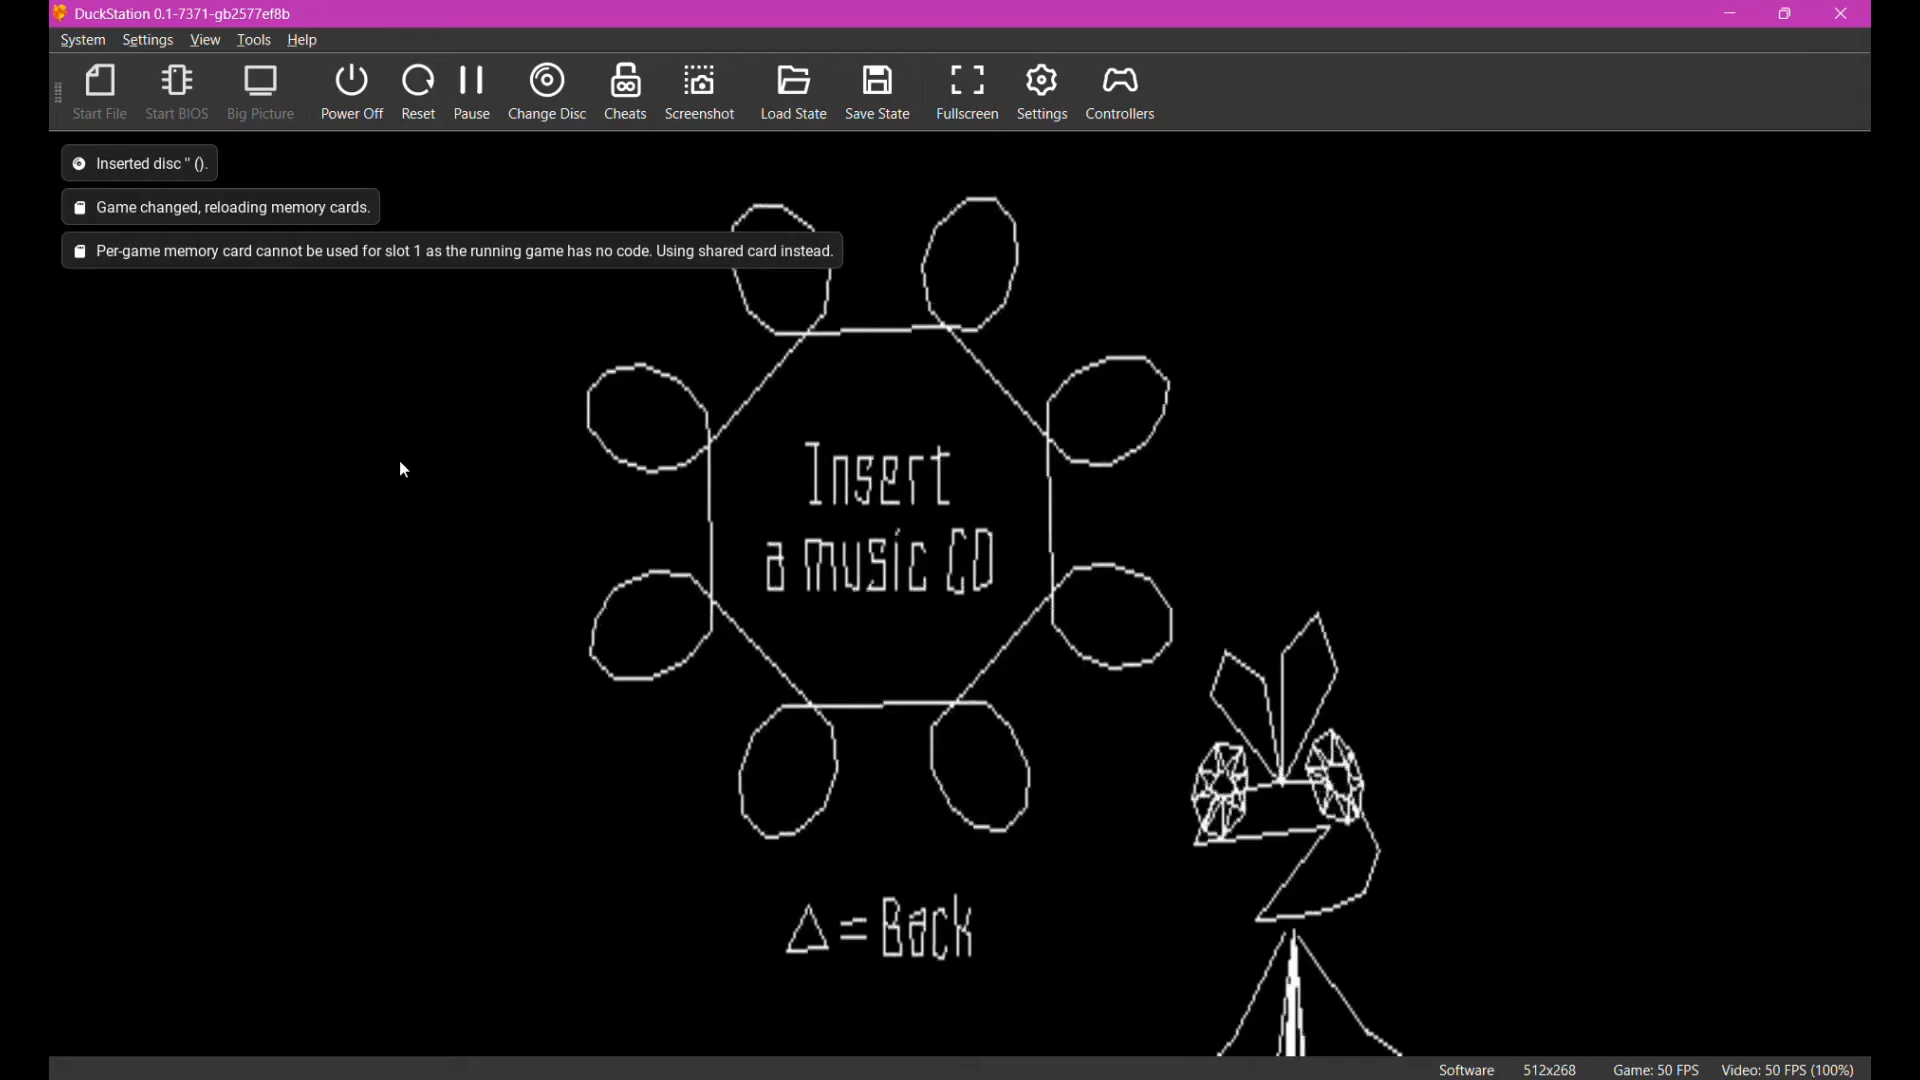 DuckStation 0.1-7371-gb2577ef8b
System Settings View Tools Help
Start File Start BIOS Big Picture Power Off Reset Pause Change Disc Cheats Screenshot Load State Save State Fullscreen Settings Controllers
Inserted disc '' ().
Game changed, reloading memory cards.
Per-game memory card cannot be used for slot 1 as the running game has no code. Using shared card instead.
Insert
a music CD
△ = Back
Software 512x268 Game: 50 FPS Video: 50 FPS (100%)